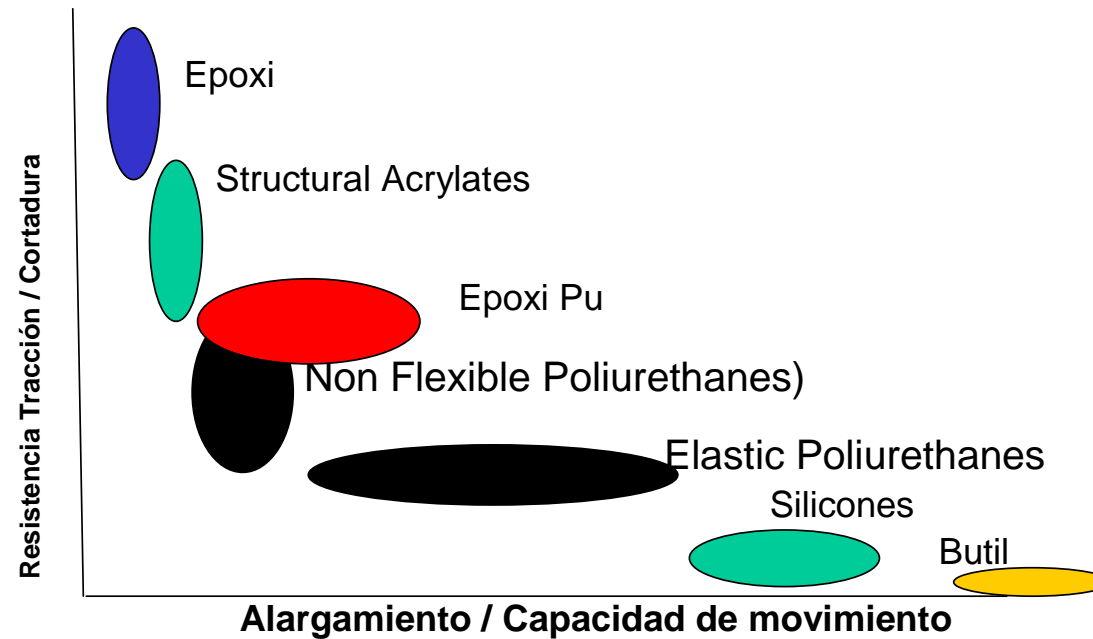 Epoxi
Structural Acrylates
Epoxi Pu
Non Flexible Poliurethanes)
Elastic Poliurethanes
Silicones
Butil
Resistencia Tracción / Cortadura
Alargamiento / Capacidad de movimiento